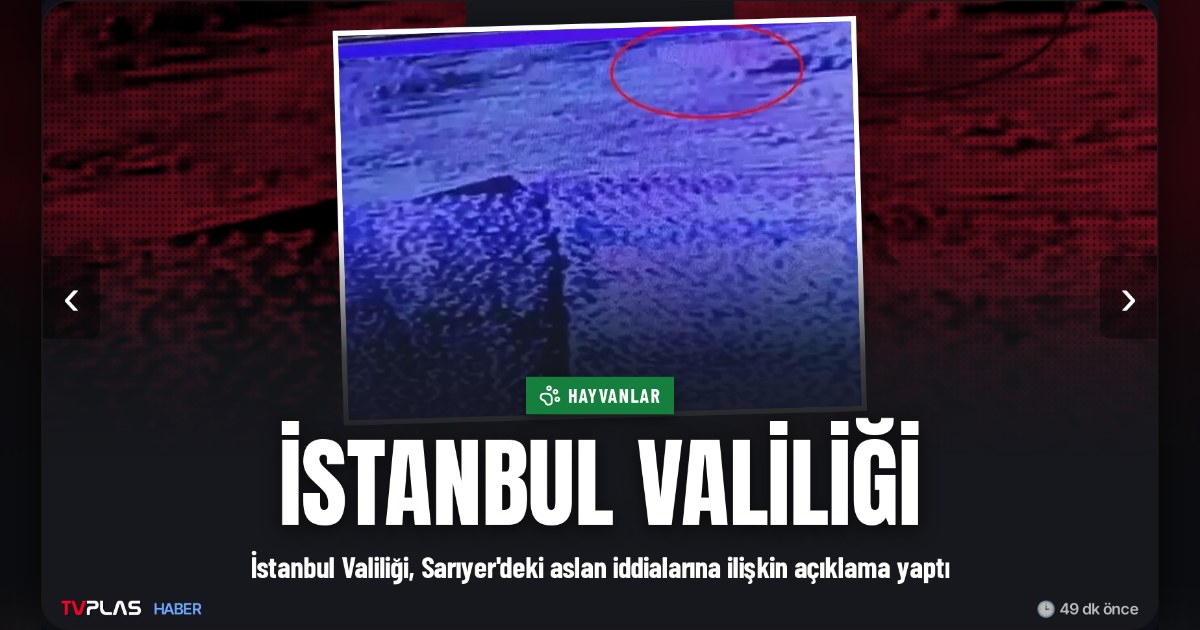 HAYVANLAR
İSTANBUL VALİLİĞİ
İstanbul Valiliği, Sarıyer'deki aslan iddialarına ilişkin açıklama yaptı
TVPLAS HABER
49 dk önce